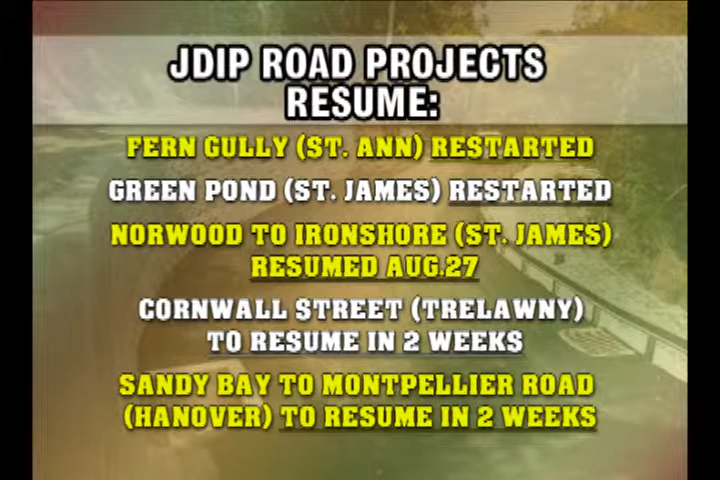 JDIP ROAD PROJECTS
RESUME:
FERN GULLY (ST. ANN) RESTARTED
GREEN POND (ST. JAMES) RESTARTED
NORWOOD TO IRONSHORE (ST. JAMES)
RESUMED AUG.27
CORNWALL STREET (TRELAWNY)
TO RESUME IN 2 WEEKS
SANDY BAY TO MONTPELLIER ROAD
(HANOVER) TO RESUME IN 2 WEEKS